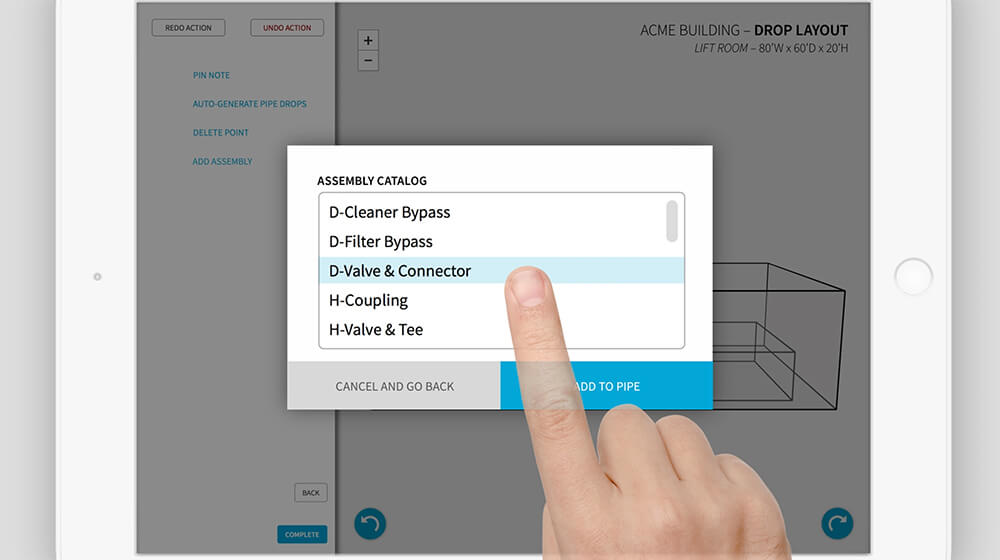 REDO ACTION
UNDO ACTION
PIN NOTE
AUTO-GENERATE PIPE DROPS
DELETE POINT
ADD ASSEMBLY
BACK
COMPLETE
+
−
ACME BUILDING – DROP LAYOUT
LIFT ROOM – 80'W x 60'D x 20'H
ASSEMBLY CATALOG
D-Cleaner Bypass
D-Filter Bypass
D-Valve & Connector
H-Coupling
H-Valve & Tee
CANCEL AND GO BACK
ADD TO PIPE